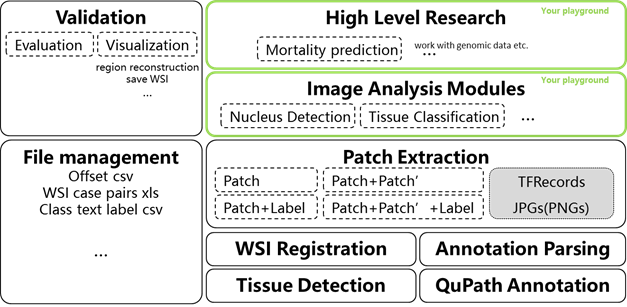 Validation
Evaluation
Visualization
region reconstruction
save WSI
...
High Level Research
Your playground
Mortality prediction
...
work with genomic data etc.
Image Analysis Modules
Your playground
Nucleus Detection
Tissue Classification
...
File management
Offset csv
WSI case pairs xls
Class text label csv
...
Patch Extraction
Patch
Patch+Patch′
Patch+Label
Patch+Patch′ +Label
TFRecords
JPGs(PNGs)
WSI Registration
Annotation Parsing
Tissue Detection
QuPath Annotation